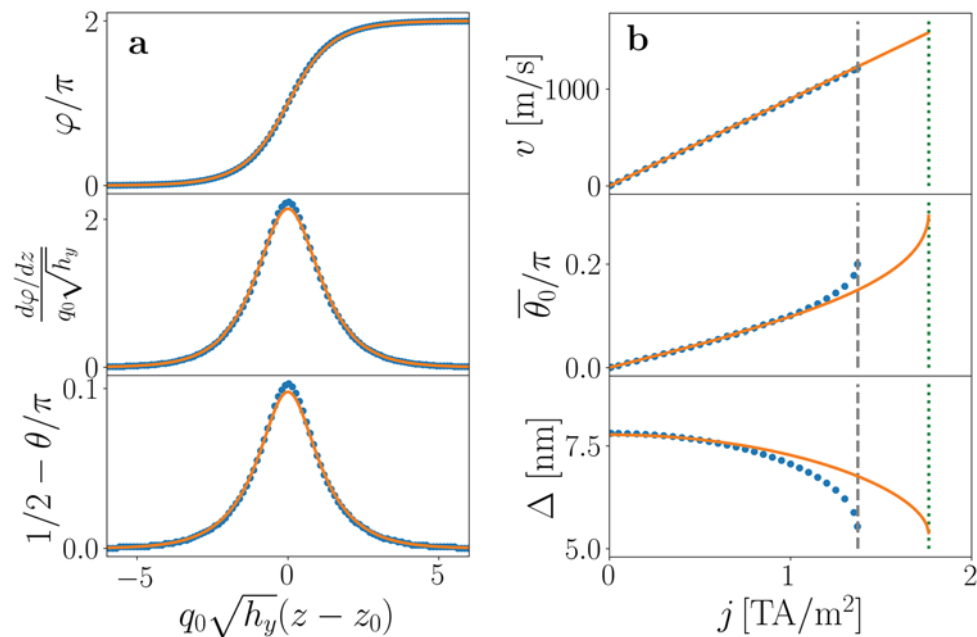 a
φ/π
2
0
dφ/dz
q₀√h_y
2
0
1/2 − θ/π
0.1
0.0
−5 0 5
q₀√h_y(z − z₀)
b
v [m/s]
1000
0
θ̅₀/π
0.2
0.0
Δ [nm]
7.5
5.0
0 1 2
j [TA/m²]